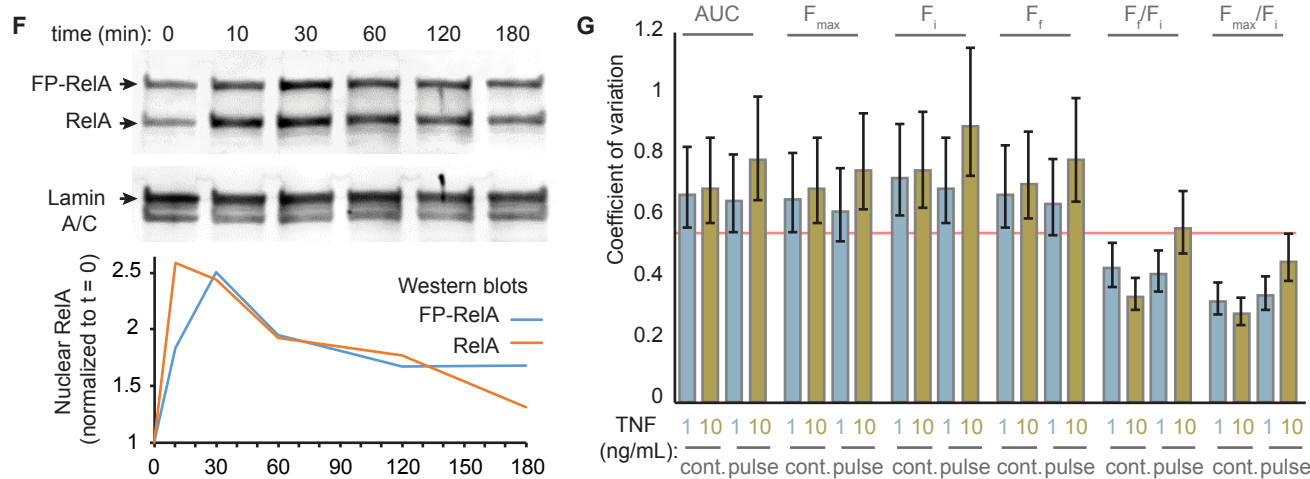 F
time (min): 0 10 30 60 120 180
FP-RelA
RelA
Lamin
A/C
Nuclear RelA
(normalized to t = 0)
2.5
2
1.5
1
Western blots
FP-RelA
RelA
0 30 60 90 120 150 180
G
AUC Fmax Fi Ff Ff/Fi Fmax/Fi
Coefficient of variation
1.2
1
0.8
0.6
0.4
0.2
0
TNF 1 10 1 10 1 10 1 10 1 10 1 10 1 10 1 10 1 10 1 10 1 10 1 10
(ng/mL): cont. pulse cont. pulse cont. pulse cont. pulse cont. pulse cont. pulse